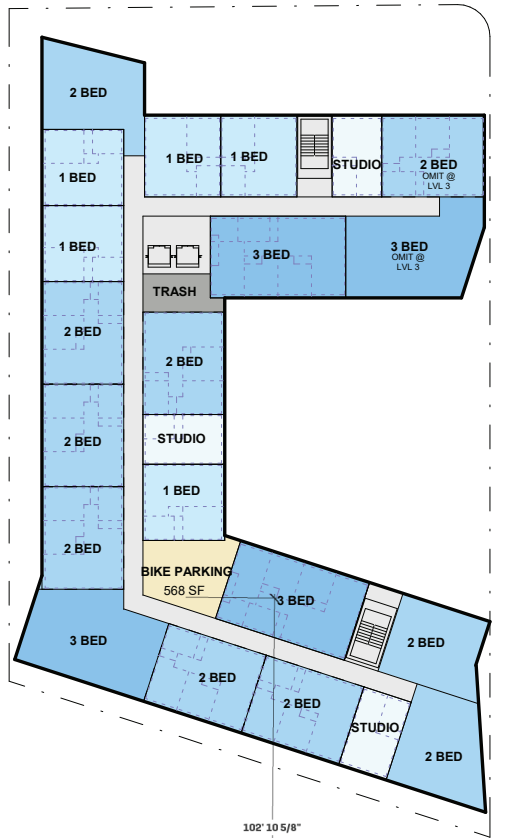 2 BED
1 BED
1 BED
STUDIO
2 BED
OMIT @
LVL 3
1 BED
1 BED
3 BED
3 BED
OMIT @
LVL 3
TRASH
2 BED
2 BED
2 BED
STUDIO
1 BED
2 BED
BIKE PARKING
568 SF
3 BED
3 BED
2 BED
2 BED
2 BED
STUDIO
2 BED
102' 10 5/8"